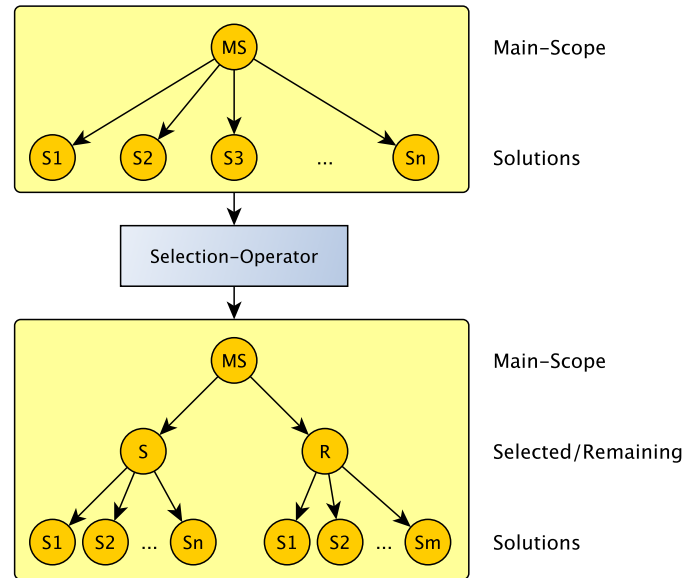 MS Main-Scope
S1 S2 S3 ... Sn Solutions
Selection-Operator
MS Main-Scope
S R Selected/Remaining
S1 S2 ... Sn S1 S2 ... Sm Solutions